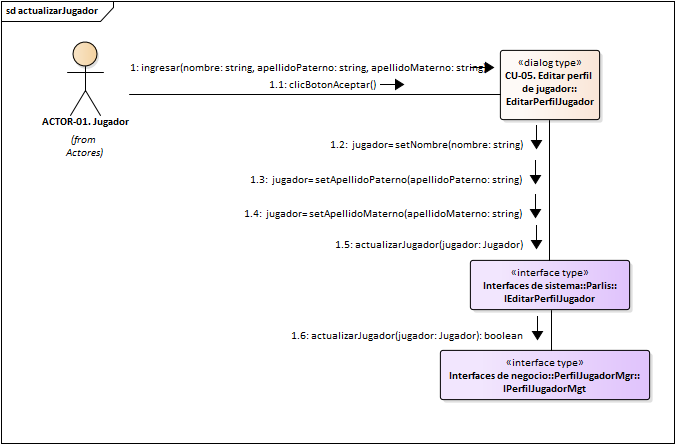 sd actualizarJugador
1: ingresar(nombre: string, apellidoPaterno: string, apellidoMaterno: string)
1.1: clicBotonAceptar()
ACTOR-01. Jugador
(from
Actores)
«dialog type»
CU-05. Editar perfil
de jugador::
EditarPerfilJugador
1.2: jugador= setNombre(nombre: string)
1.3: jugador= setApellidoPaterno(apellidoPaterno: string)
1.4: jugador= setApellidoMaterno(apellidoMaterno: string)
1.5: actualizarJugador(jugador: Jugador)
«interface type»
Interfaces de sistema::Parlis::
IEditarPerfilJugador
1.6: actualizarJugador(jugador: Jugador): boolean
«interface type»
Interfaces de negocio::PerfilJugadorMgr::
IPerfilJugadorMgt